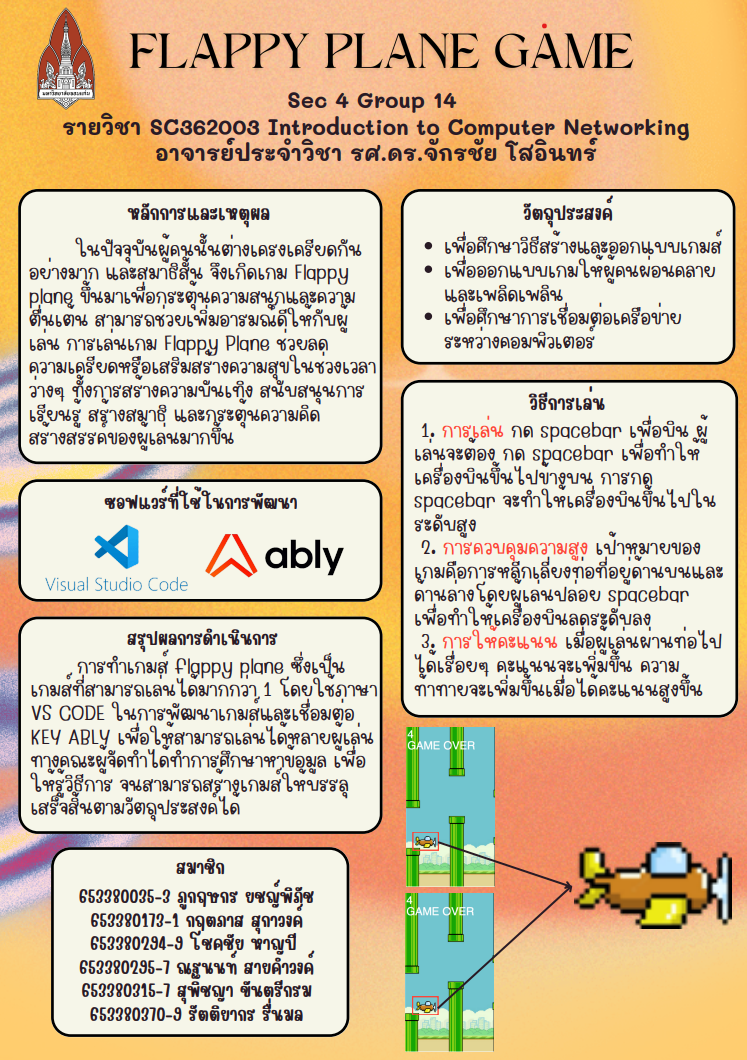 FLAPPY PLANE GAME
Sec 4 Group 14
รายวิชา SC362003 Introduction to Computer Networking
อาจารย์ประจำวิชา รศ.ดร.จักรชัย โสอินทร์
มหาวิทยาลัยขอนแก่น
หลักการและเหตุผล
ในปัจจุบันผู้คนนั้นต่างเคร่งเครียดกัน
อย่างมาก และสมาธิสั้น จึงเกิดเกม Flappy
plane ขึ้นมาเพื่อกระตุ้นความสนุกและความ
ตื่นเต้น สามารถช่วยเพิ่มอารมณ์ดีให้กับผู้
เล่น การเล่นเกม Flappy Plane ช่วยลด
ความเครียดหรือเสริมสร้างความสุขในช่วงเวลา
ว่างๆ ทั้งการสร้างความบันเทิง สนับสนุนการ
เรียนรู้ สร้างสมาธิ และกระตุ้นความคิด
สร้างสรรค์ของผู้เล่นมากขึ้น
ซอฟแวร์ที่ใช้ในการพัฒนา
Visual Studio Code
ably
สรุปผลการดำเนินการ
การทำเกมส์ flappy plane ซึ่งเป็น
เกมส์ที่สามารถเล่นได้มากกว่า 1 โดยใช้ภาษา
VS CODE ในการพัฒนาเกมส์และเชื่อมต่อ
KEY ABLY เพื่อให้สามารถเล่นได้หลายผู้เล่น
ทางคณะผู้จัดทำได้ทำการศึกษาหาข้อมูล เพื่อ
ให้รู้วิธีการ จนสามารถสร้างเกมส์ให้บรรลุ
เสร็จสิ้นตามวัตถุประสงค์ได้
สมาชิก
653380035-3 ภูกฤษกร ยชญ์พิภัช
653380173-1 กฤตภาส สุภาวงค์
653380294-9 โชคชัย หาญปี
653380295-7 ณฐนนท์ สายคำวงค์
653380315-7 สุพิชญา ขันตรีกรม
653380370-9 รัตติยากร รื่นมล
วัตถุประสงค์
• เพื่อศึกษาวิธีสร้างและออกแบบเกมส์
• เพื่อออกแบบเกมให้ผู้คนผ่อนคลาย
และเพลิดเพลิน
• เพื่อศึกษาการเชื่อมต่อเครือข่าย
ระหว่างคอมพิวเตอร์
วิธีการเล่น
1. การเล่น กด spacebar เพื่อบิน ผู้
เล่นจะต้อง กด spacebar เพื่อทำให้
เครื่องบินขึ้นไปข้างบน การกด
spacebar จะทำให้เครื่องบินขึ้นไปใน
ระดับสูง
2. การควบคุมความสูง เป้าหมายของ
เกมคือการหลีกเลี่ยงท่อที่อยู่ด้านบนและ
ด้านล่างโดยผู้เล่นปล่อย spacebar
เพื่อทำให้เครื่องบินลดระดับลง
3. การให้คะแนน เมื่อผู้เล่นผ่านท่อไป
ได้เรื่อยๆ คะแนนจะเพิ่มขึ้น ความ
ท้าทายจะเพิ่มขึ้นเมื่อได้คะแนนสูงขึ้น
4
GAME OVER
4
GAME OVER